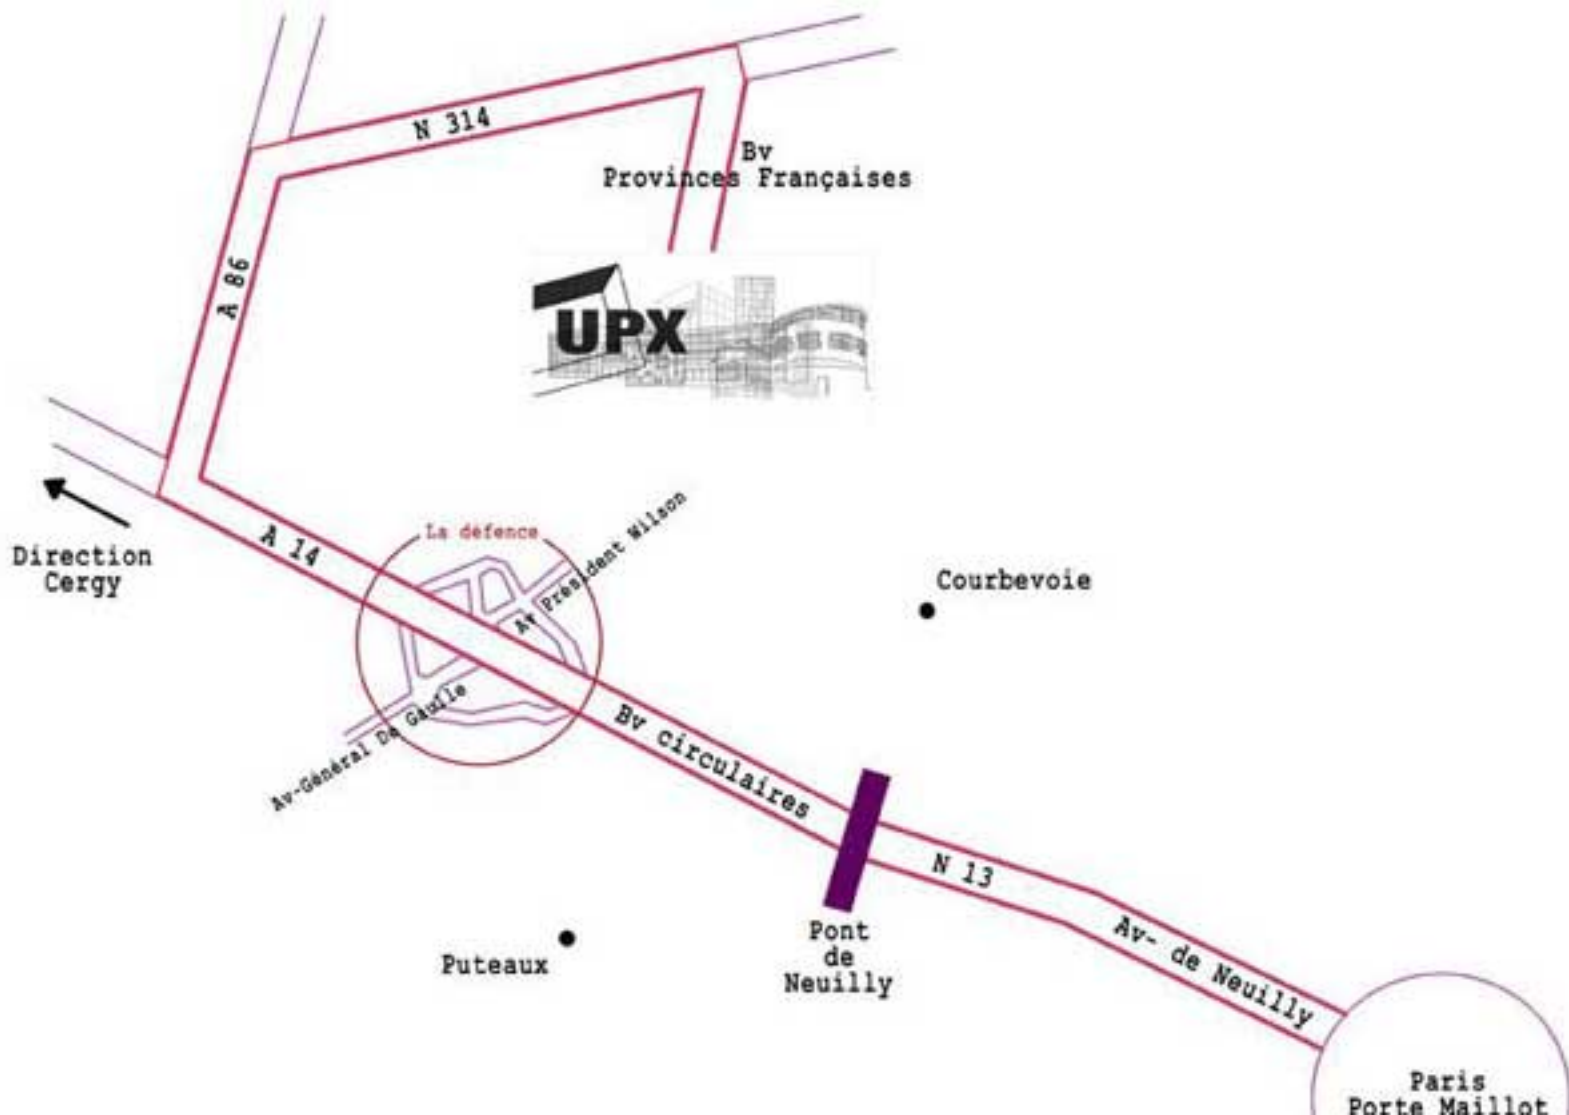 N 314
Bv
Provinces Françaises
A 86
UPX
Direction
Cergy
A 14
La défence
Av Président Wilson
Courbevoie
Av-Général De Gaulle
Bv circulaires
N 13
Puteaux
Pont
de
Neuilly
Av- de Neuilly
Paris
Porte Maillot